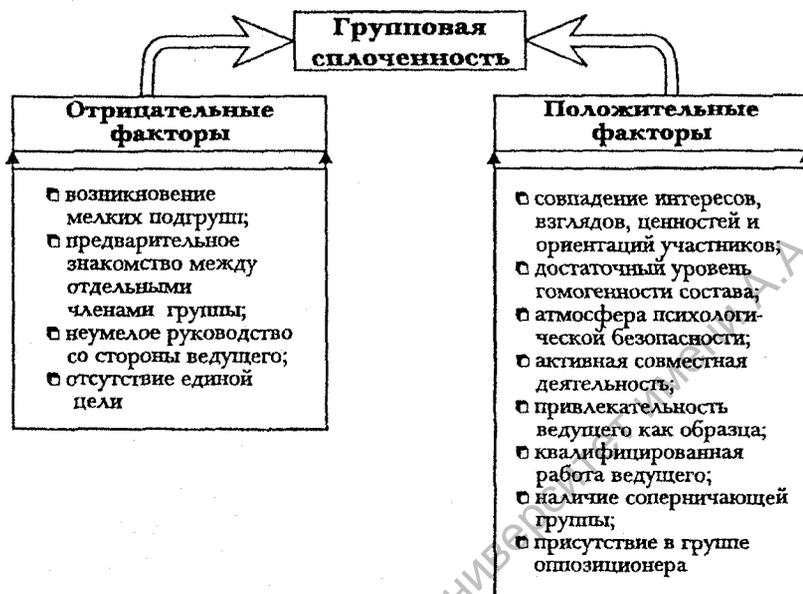 Групповая
сплоченность
Отрицательные
факторы
возникновение
мелких подгрупп;
предварительное
знакомство между
отдельными
членами группы;
неумелое руководство
со стороны ведущего;
отсутствие единой
цели
Положительные
факторы
совпадение интересов,
взглядов, ценностей и
ориентаций участников;
достаточный уровень
гомогенности состава;
атмосфера психологи-
ческой безопасности;
активная совместная
деятельность;
привлекательность
ведущего как образца;
квалифицированная
работа ведущего;
наличие соперничающей
группы;
присутствие в группе
оппозиционера
имени А.А